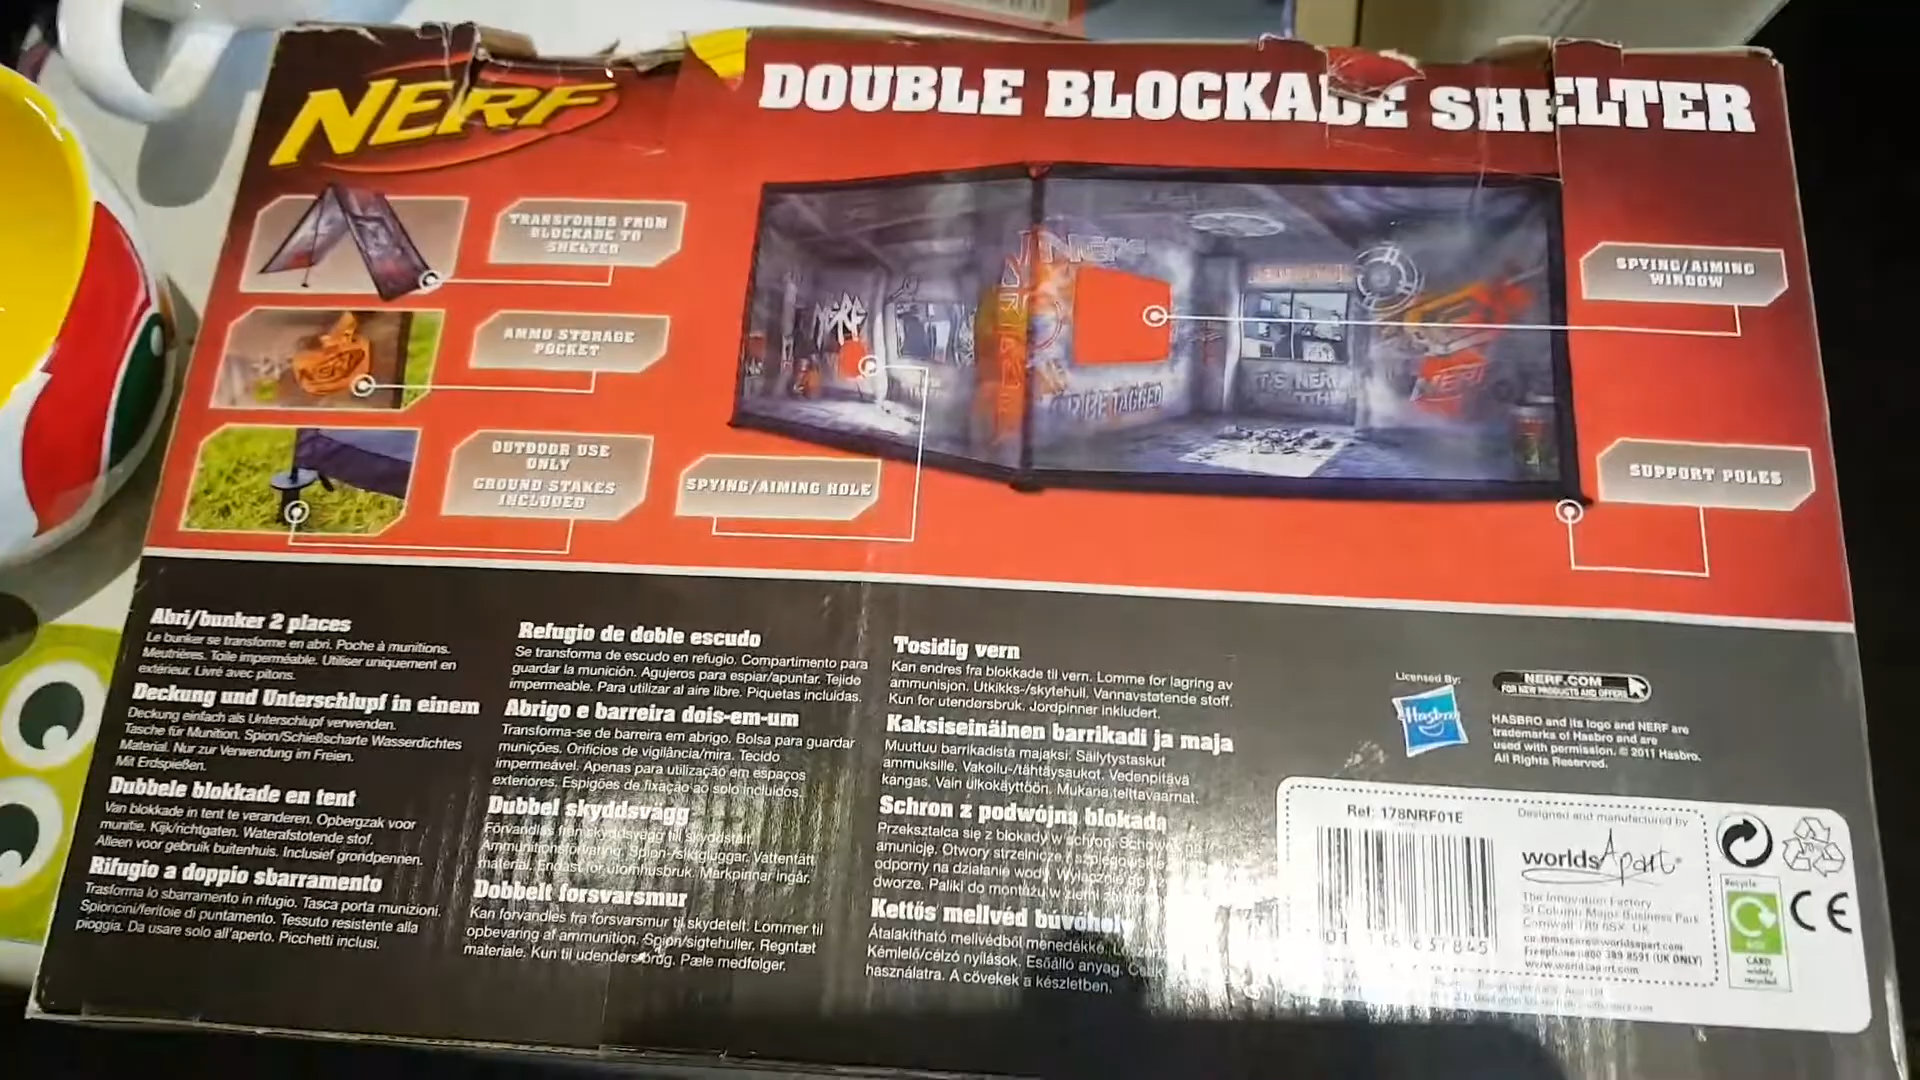 NERF
DOUBLE BLOCKADE SHELTER
TRANSFORMS FROM
BLOCKADE TO
SHELTER
AMMO STORAGE
POCKET
OUTDOOR USE
ONLY
GROUND STAKES
INCLUDED
SPYING/AIMING HOLE
SPYING/AIMING
WINDOW
SUPPORT POLES
NERF
TAGGED
IT'S NERF
NERF
Abri/bunker 2 places
Le bunker se transforme en abri. Poche à munitions.
Meutrières. Toile imperméable. Utiliser uniquement en
extérieur. Livré avec pitons.
Deckung und Unterschlupf in einem
Deckung einfach als Unterschlupf verwenden.
Tasche für Munition. Spion/Schießscharte Wasserdichtes
Material. Nur zur Verwendung im Freien.
Mit Erdspießen.
Dubbele blokkade en tent
Van blokkade in tent te veranderen. Opbergzak voor
munitie. Kijk/richtgaten. Waterafstotende stof.
Alleen voor gebruik buitenhuis. Inclusief grondpennen.
Rifugio a doppio sbarramento
Trasforma lo sbarramento in rifugio. Tasca porta munizioni.
Spioncini/feritoie di puntamento. Tessuto resistente alla
pioggia. Da usare solo all'aperto. Picchetti inclusi.
Refugio de doble escudo
Se transforma de escudo en refugio. Compartimento para
guardar la munición. Agujeros para espiar/apuntar. Tejido
impermeable. Para utilizar al aire libre. Piquetas incluidas.
Abrigo e barreira dois-em-um
Transforma-se de barreira em abrigo. Bolsa para guardar
munições. Orifícios de vigilância/mira. Tecido
impermeável. Apenas para utilização em espaços
exteriores. Espigões de fixação ao solo incluídos.
Dubbel skyddsvägg
Förvandlas från skyddsvägg till skyddstält.
Ammunitionsförvaring. Spion-/siktgluggar. Vattentätt
material. Endast för utomhusbruk. Markpinnar ingår.
Dobbelt forsvarsmur
Kan forvandles fra forsvarsmur til skydetelt. Lommer til
opbevaring af ammunition. Spion/sigtehuller. Regntæt
materiale. Kun til udendørs brug. Pæle medfølger.
Tosidig vern
Kan endres fra blokkade til vern. Lomme for lagring av
ammunisjon. Utkikks-/skytehull. Vannavstøtende stoff.
Kun for utendørsbruk. Jordpinner inkludert.
Kaksiseinäinen barrikadi ja maja
Muuttuu barrikadista majaksi. Säilytystaskut
ammuksille. Vakoilu-/tähtäysaukot. Vedenpitävä
kangas. Vain ulkokäyttöön. Mukana telttavaarnat.
Schron z podwójną blokadą
Przekształca się z blokady w schron. Schowek na
amunicję. Otwory strzelnicze / szpiegowskie
odporny na działanie wody. Wyłącznie do
dworze. Paliki do montażu w ziemi
Kettős mellvéd búvóhely
Átalakítható mellvédből menedékké.
Kémlelő/célzó nyílások. Esőálló anyag.
használatra. A cövekek a készletben.
Licensed By:
Hasbro
NERF.COM
FOR NEW PRODUCTS AND OFFERS
HASBRO and its logo and NERF are
trademarks of Hasbro and are
used with permission. © 2011 Hasbro.
All Rights Reserved.
Ref: 178NRF01E
Designed and manufactured by
worlds Apart
The Innovation Factory
St Columb Major Business Park
Cornwall TR9 6SX UK
customercare@worldsapart.com
Freephone 0800 389 8591 (UK ONLY)
www.worldsapart.com
Recycle
CARD
widely
recycled
CE